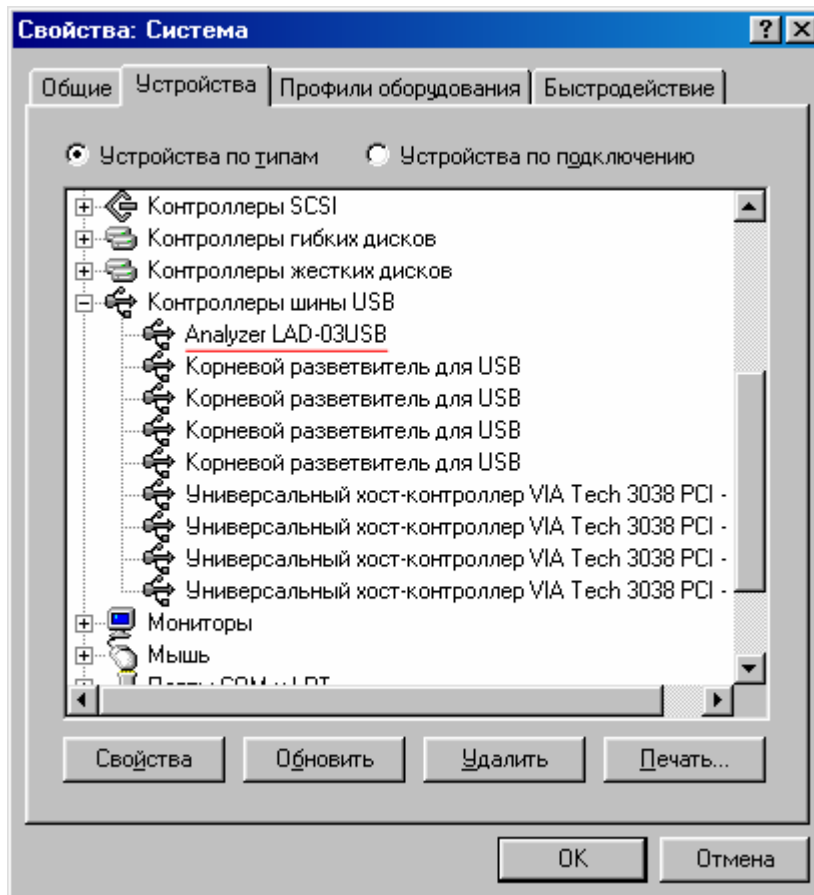 Свойства: Система
Общие Устройства Профили оборудования Быстродействие
Устройства по типам Устройства по подключению
Контроллеры SCSI
Контроллеры гибких дисков
Контроллеры жестких дисков
Контроллеры шины USB
Analyzer LAD-03USB
Корневой разветвитель для USB
Корневой разветвитель для USB
Корневой разветвитель для USB
Корневой разветвитель для USB
Универсальный хост-контроллер VIA Tech 3038 PCI -
Универсальный хост-контроллер VIA Tech 3038 PCI -
Универсальный хост-контроллер VIA Tech 3038 PCI -
Универсальный хост-контроллер VIA Tech 3038 PCI -
Мониторы
Мышь
Порты COM и LPT
Свойства Обновить Удалить Печать...
OK Отмена